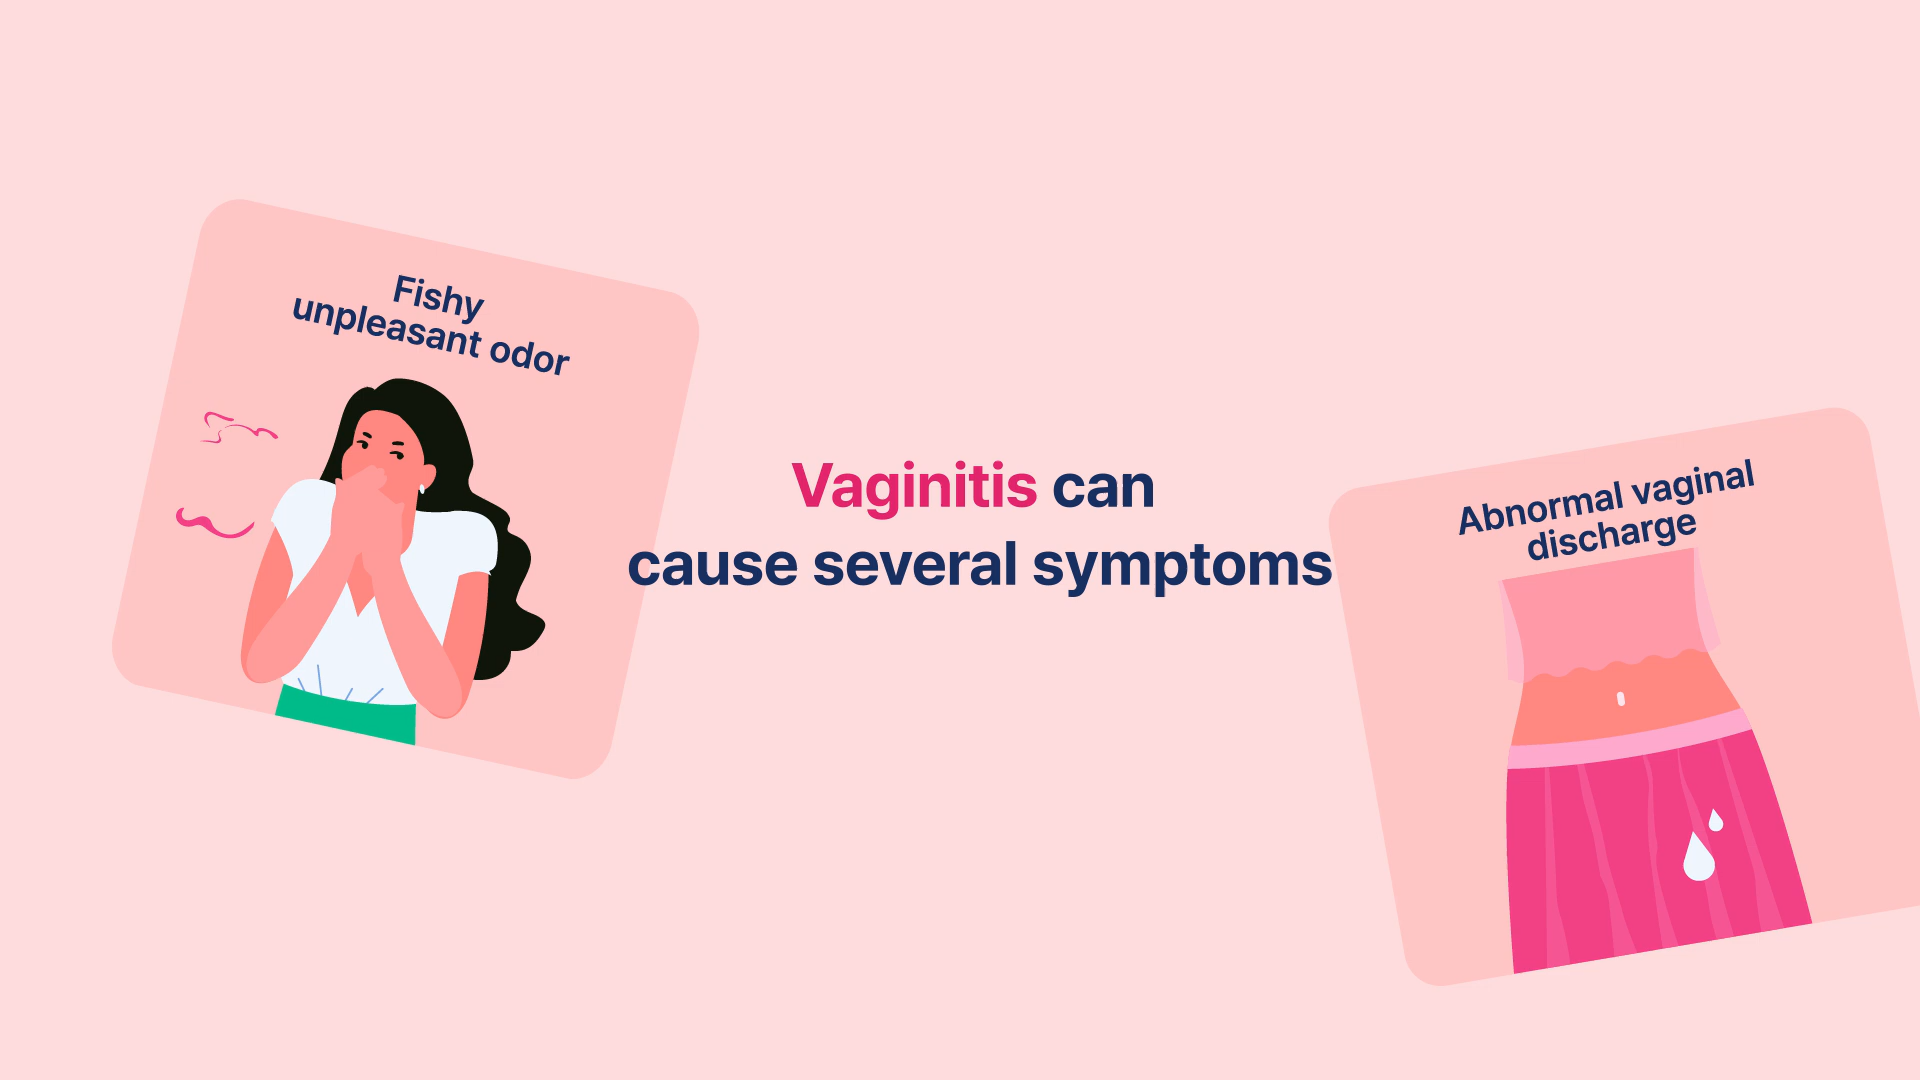 Fishy
unpleasant odor
Vaginitis can
cause several symptoms
Abnormal vaginal
discharge